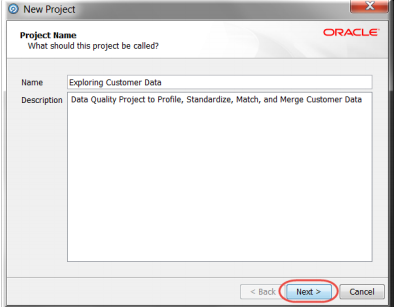 New Project
Project Name
What should this project be called?
ORACLE
Name
Exploring Customer Data
Description
Data Quality Project to Profile, Standardize, Match, and Merge Customer Data
< Back
Next >
Cancel